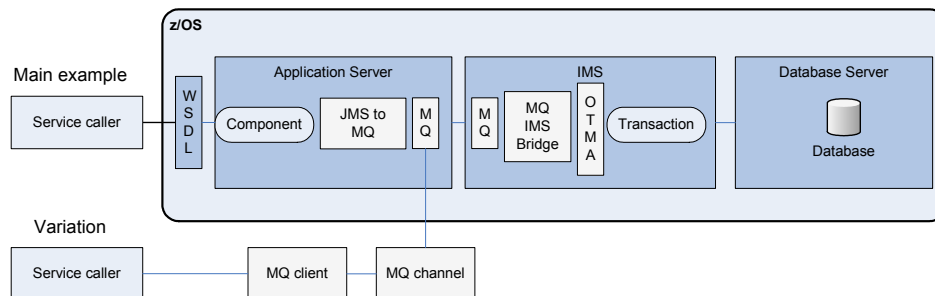 z/OS
Main example
Service caller
W
S
D
L
Application Server
Component
JMS to
MQ
M
Q
IMS
M
Q
MQ
IMS
Bridge
O
T
M
A
Transaction
Database Server
Database
Variation
Service caller
MQ client
MQ channel